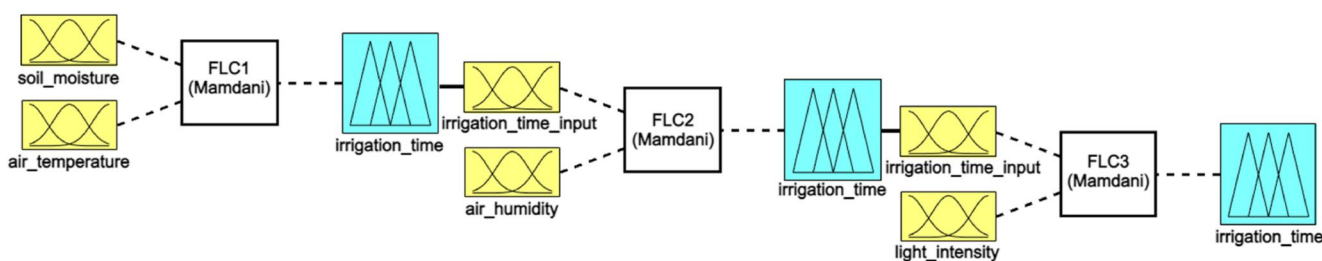 soil_moisture
air_temperature
FLC1
(Mamdani)
irrigation_time
irrigation_time_input
air_humidity
FLC2
(Mamdani)
irrigation_time
irrigation_time_input
light_intensity
FLC3
(Mamdani)
irrigation_time